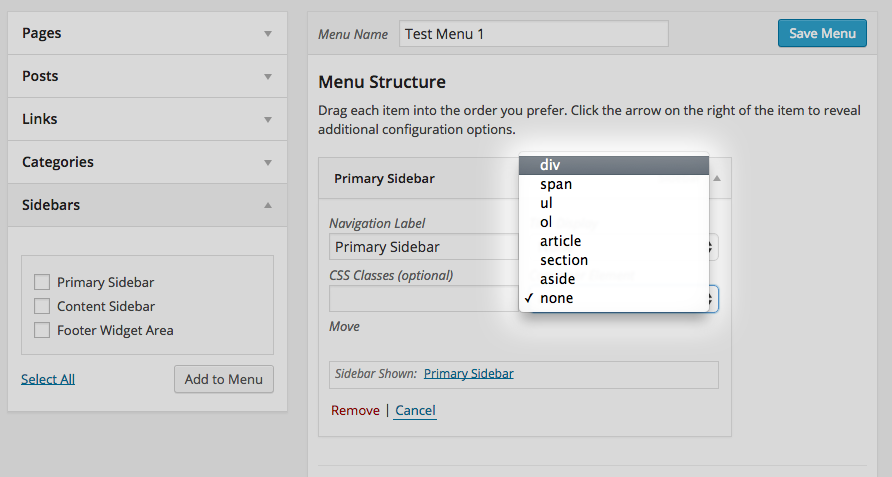 Pages
Posts
Links
Categories
Sidebars
Primary Sidebar
Content Sidebar
Footer Widget Area
Select All
Add to Menu
Menu Name
Test Menu 1
Save Menu
Menu Structure
Drag each item into the order you prefer. Click the arrow on the right of the item to reveal
additional configuration options.
Primary Sidebar
Navigation Label
Primary Sidebar
CSS Classes (optional)
Move
div
span
ul
ol
article
section
aside
✓ none
Sidebar Shown: Primary Sidebar
Remove | Cancel